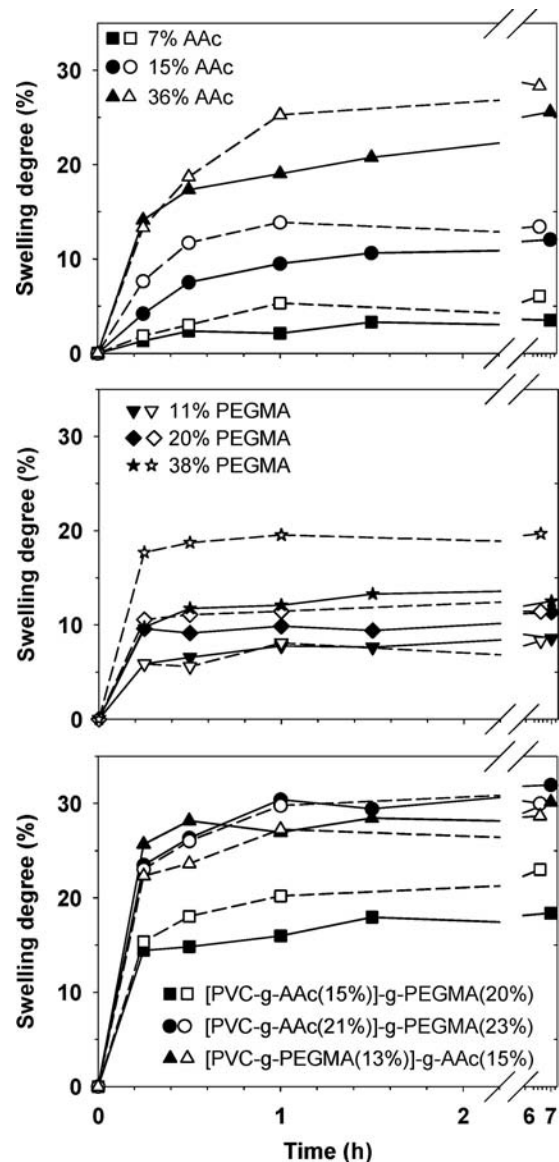 Swelling degree (%)
30
20
10
0
7% AAc
15% AAc
36% AAc
Swelling degree (%)
30
20
10
0
11% PEGMA
20% PEGMA
38% PEGMA
Swelling degree (%)
30
20
10
0
[PVC-g-AAc(15%)]-g-PEGMA(20%)
[PVC-g-AAc(21%)]-g-PEGMA(23%)
[PVC-g-PEGMA(13%)]-g-AAc(15%)
0 1 2 6 7
Time (h)